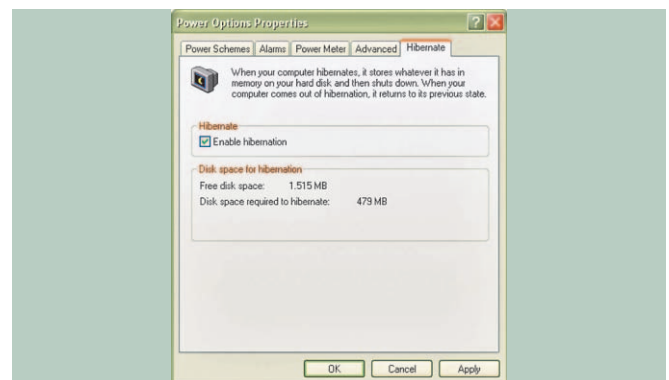 Power Options Properties
Power Schemes Alarms Power Meter Advanced Hibernate
When your computer hibernates, it stores whatever it has in
memory on your hard disk and then shuts down. When your
computer comes out of hibernation, it returns to its previous state.
Hibernate
Enable hibernation
Disk space for hibernation
Free disk space: 1.515 MB
Disk space required to hibernate: 479 MB
OK Cancel Apply